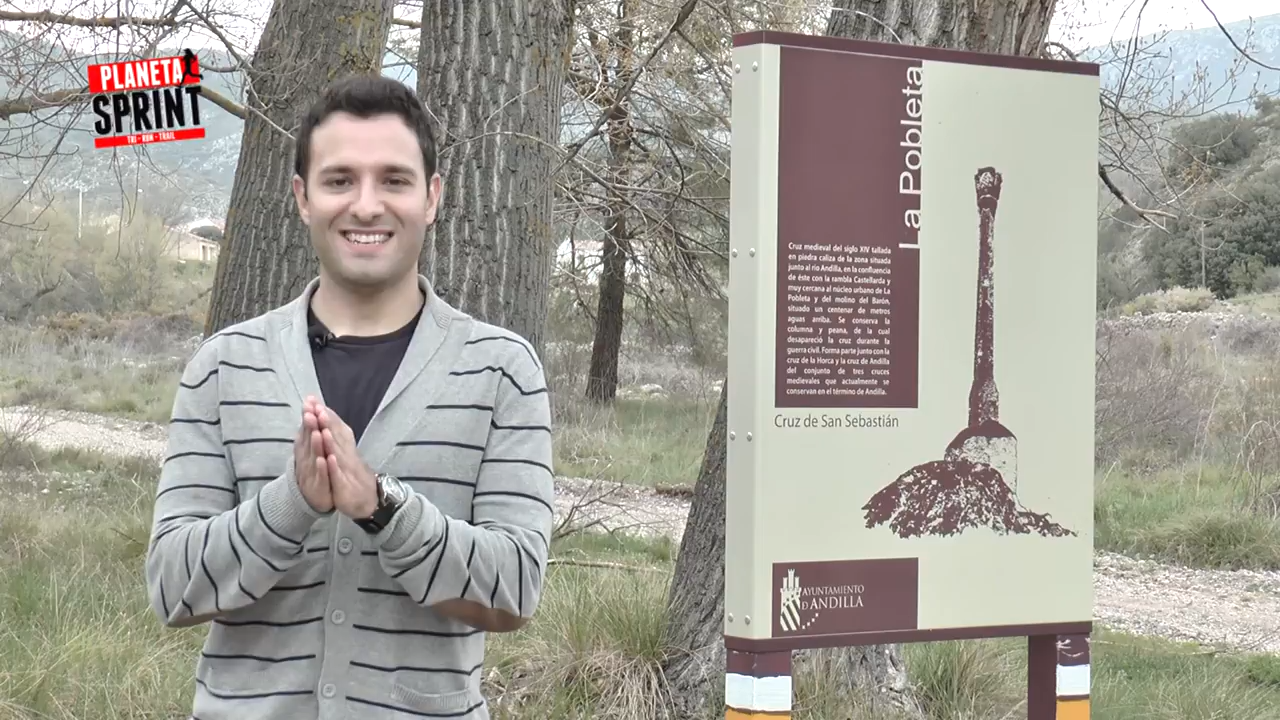 PLANETA
SPRINT
TRI - RUN - TRAIL
La Pobleta
Cruz medieval del siglo XIV tallada
en piedra caliza de la zona situada
junto al río Andilla, en la confluencia
de éste con la rambla Castellarda y
muy cercana al núcleo urbano de La
Pobleta y del molino del Barón,
situado un centenar de metros
aguas arriba. Se conserva la
columna y peana, de la cual
desapareció la cruz durante la
guerra civil. Forma parte junto con la
cruz de la Horca y la cruz de Andilla
del conjunto de tres cruces
medievales que actualmente se
conservan en el término de Andilla.
Cruz de San Sebastián
AYUNTAMIENTO
D ANDILLA